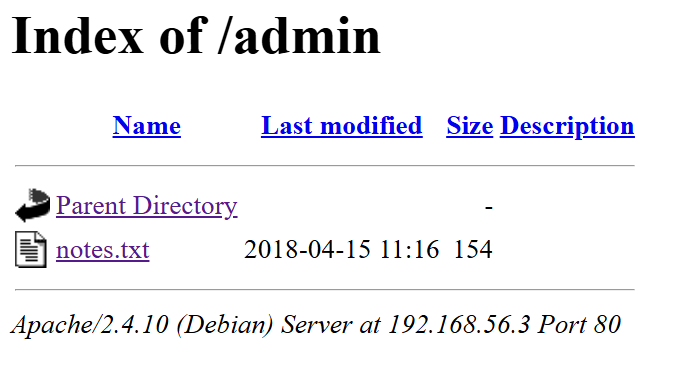 Index of /admin
Name Last modified Size Description
Parent Directory -
notes.txt 2018-04-15 11:16 154
Apache/2.4.10 (Debian) Server at 192.168.56.3 Port 80